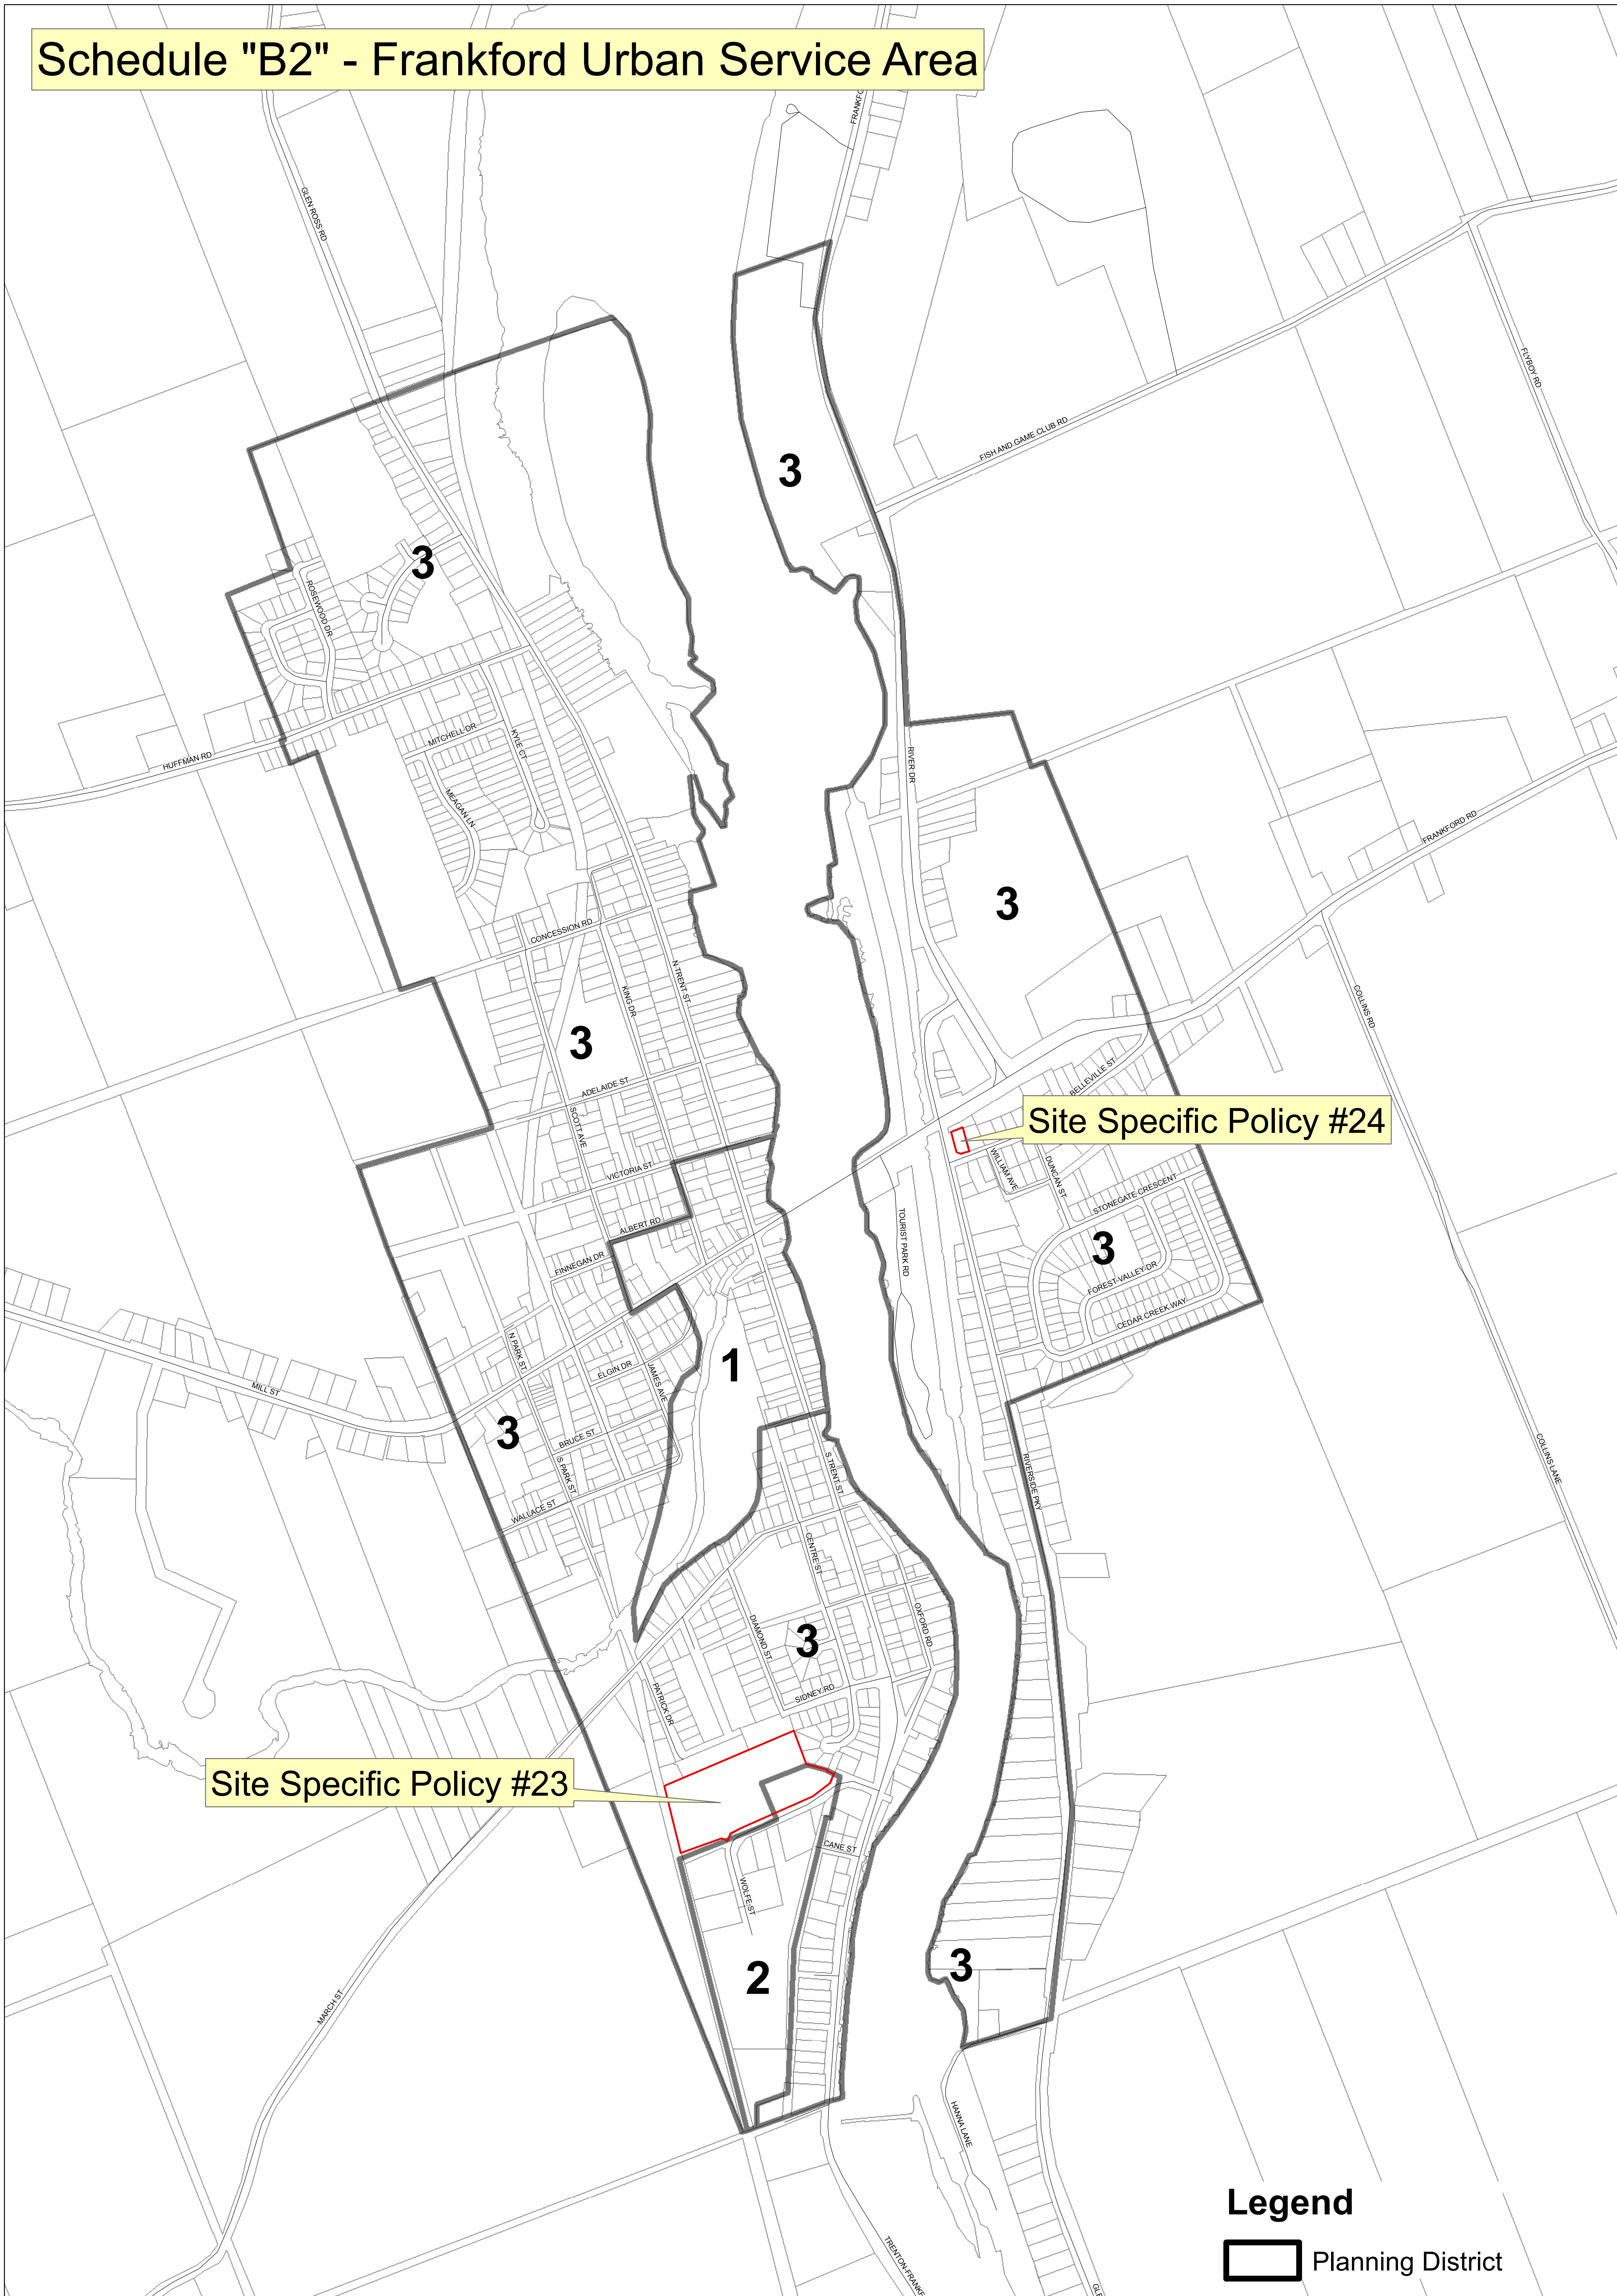 Schedule "B2" - Frankford Urban Service Area
GLEN ROSS RD
3
FISH AND GAME CLUB RD
FLYBOY RD
3
ROSEWOOD DR
HUFFMAN RD
MITCHELL DR
KYLE CT
MEAGAN LN
RIVER DR
FRANKFORD RD
3
CONCESSION RD
N TRENT ST
KING DR
COLLINS RD
3
ADELAIDE ST
SCOTT AVE
BELLEVILLE ST
Site Specific Policy #24
VICTORIA ST
WILLIAM AVE
DUNCAN ST
STONEGATE CRESCENT
ALBERT RD
TOURIST PARK RD
3
FINNEGAN DR
FOREST VALLEY DR
CEDAR CREEK WAY
N PARK ST
1
ELGIN DR
JAMES AVE
MILL ST
3
BRUCE ST
S PARK ST
S TRENT ST
RIVERSIDE PKY
COLLINS LANE
WALLACE ST
CENTRE ST
DIAMOND ST
3
OXFORD RD
SIDNEY RD
PATRICK DR
Site Specific Policy #23
CANE ST
WOLFE ST
2
3
MARCH ST
HANNA LANE
Legend
Planning District